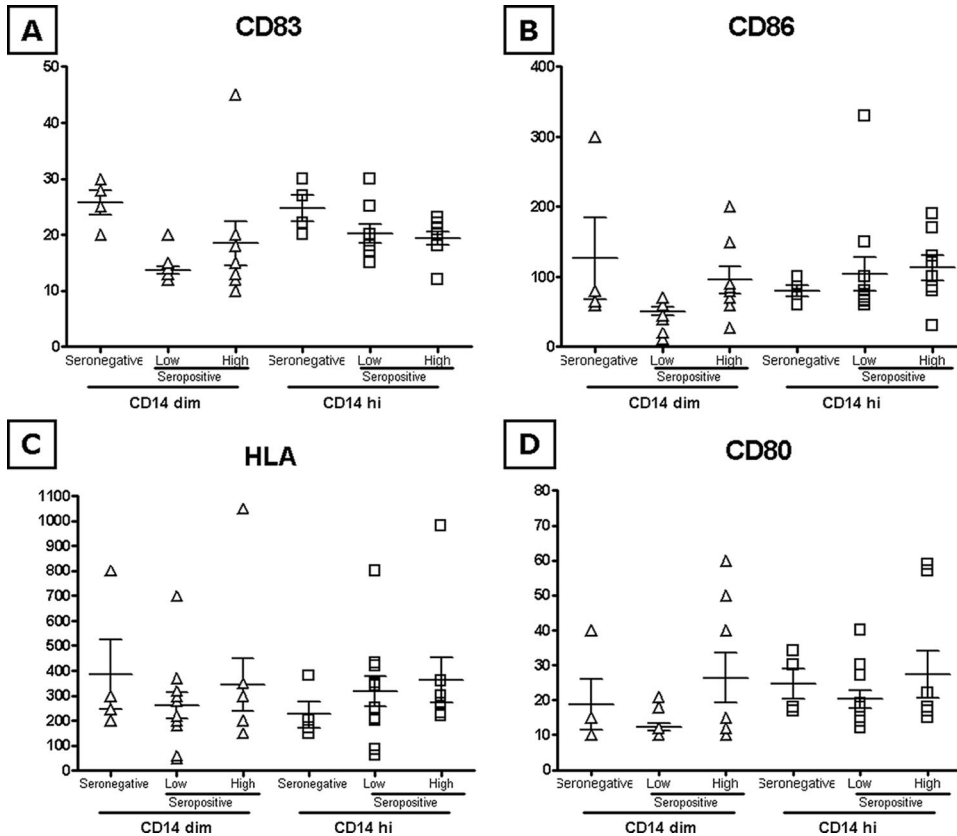 A
CD83
50
40
30
20
10
0
Seronegative Low High Seronegative Low High
Seropositive Seropositive
CD14 dim CD14 hi
B
CD86
400
300
200
100
0
Seronegative Low High Seronegative Low High
Seropositive Seropositive
CD14 dim CD14 hi
C
HLA
1100
1000
900
800
700
600
500
400
300
200
100
0
Seronegative Low High Seronegative Low High
Seropositive Seropositive
CD14 dim CD14 hi
D
CD80
80
70
60
50
40
30
20
10
0
Seronegative Low High Seronegative Low High
Seropositive Seropositive
CD14 dim CD14 hi